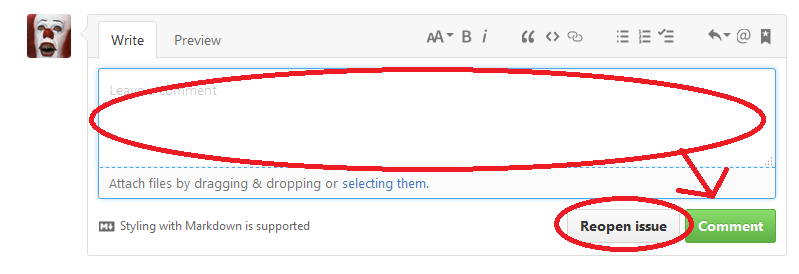 Write Preview AA B i @
Leave a comment
Attach files by dragging & dropping or selecting them.
Styling with Markdown is supported Reopen issue Comment